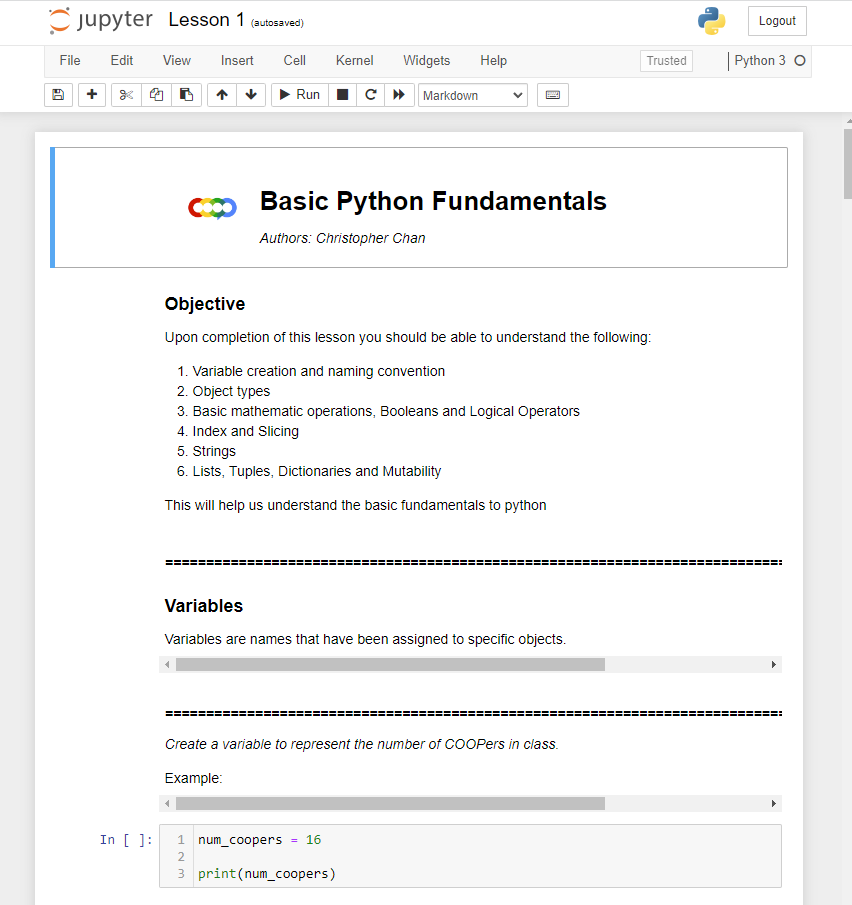 jupyter Lesson 1 (autosaved) Logout
File Edit View Insert Cell Kernel Widgets Help Trusted Python 3
Run Markdown
Basic Python Fundamentals
Authors: Christopher Chan
Objective
Upon completion of this lesson you should be able to understand the following:
1. Variable creation and naming convention
2. Object types
3. Basic mathematic operations, Booleans and Logical Operators
4. Index and Slicing
5. Strings
6. Lists, Tuples, Dictionaries and Mutability
This will help us understand the basic fundamentals to python
==============================================================================
Variables
Variables are names that have been assigned to specific objects.
==============================================================================
Create a variable to represent the number of COOPers in class.
Example:
In [ ]: 1 num_coopers = 16
2
3 print(num_coopers)